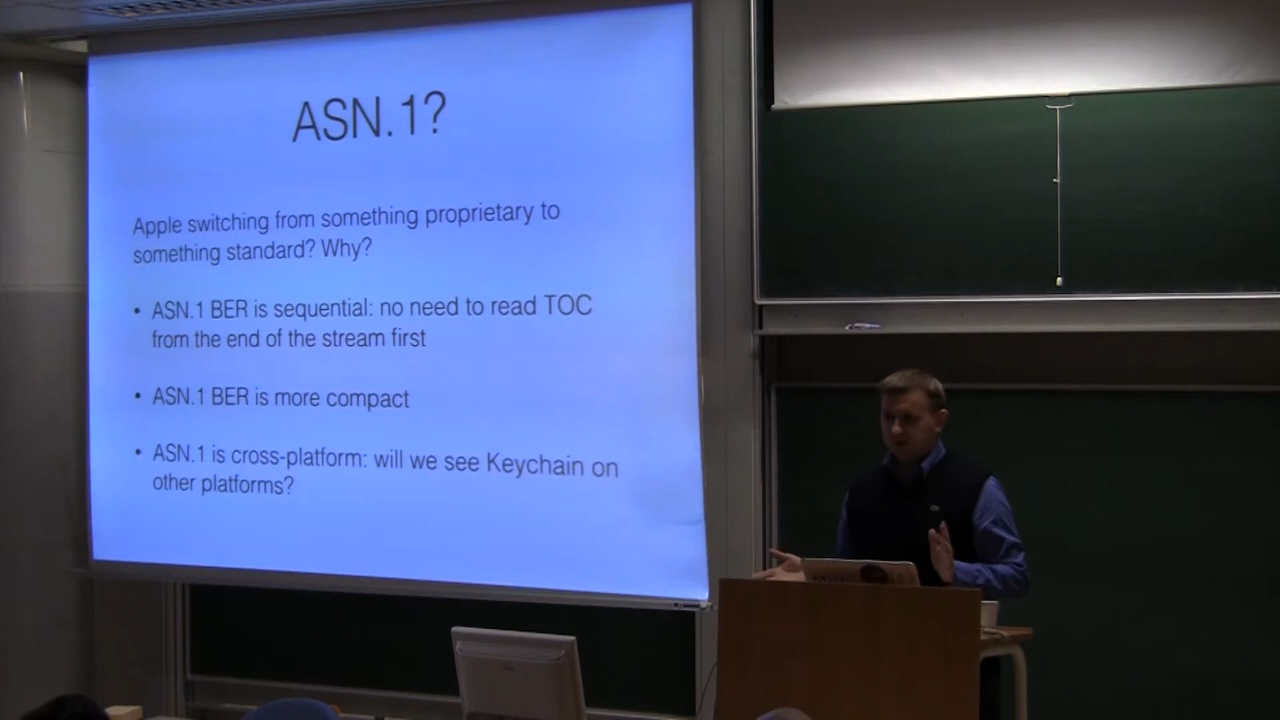 ASN.1?
Apple switching from something proprietary to
something standard? Why?
• ASN.1 BER is sequential: no need to read TOC
from the end of the stream first
• ASN.1 BER is more compact
• ASN.1 is cross-platform: will we see Keychain on
other platforms?